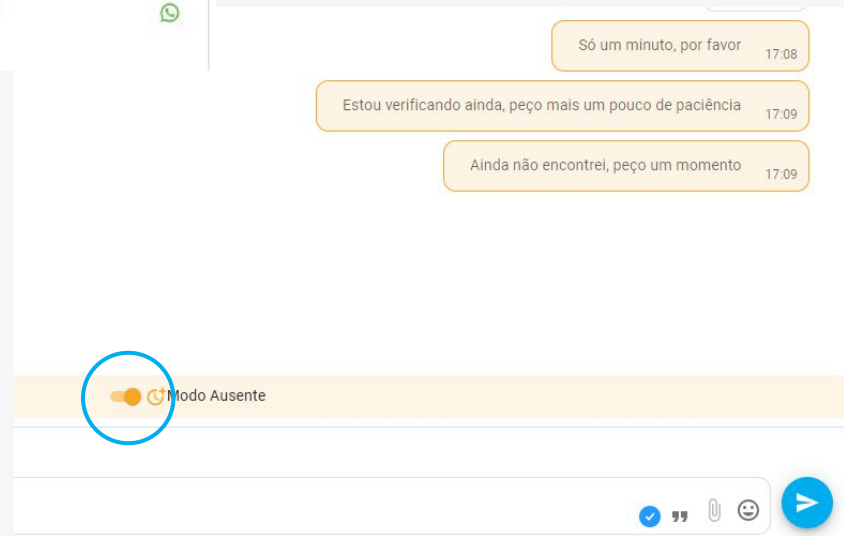 Só um minuto, por favor 17:08
Estou verificando ainda, peço mais um pouco de paciência 17:09
Ainda não encontrei, peço um momento 17:09
Modo Ausente